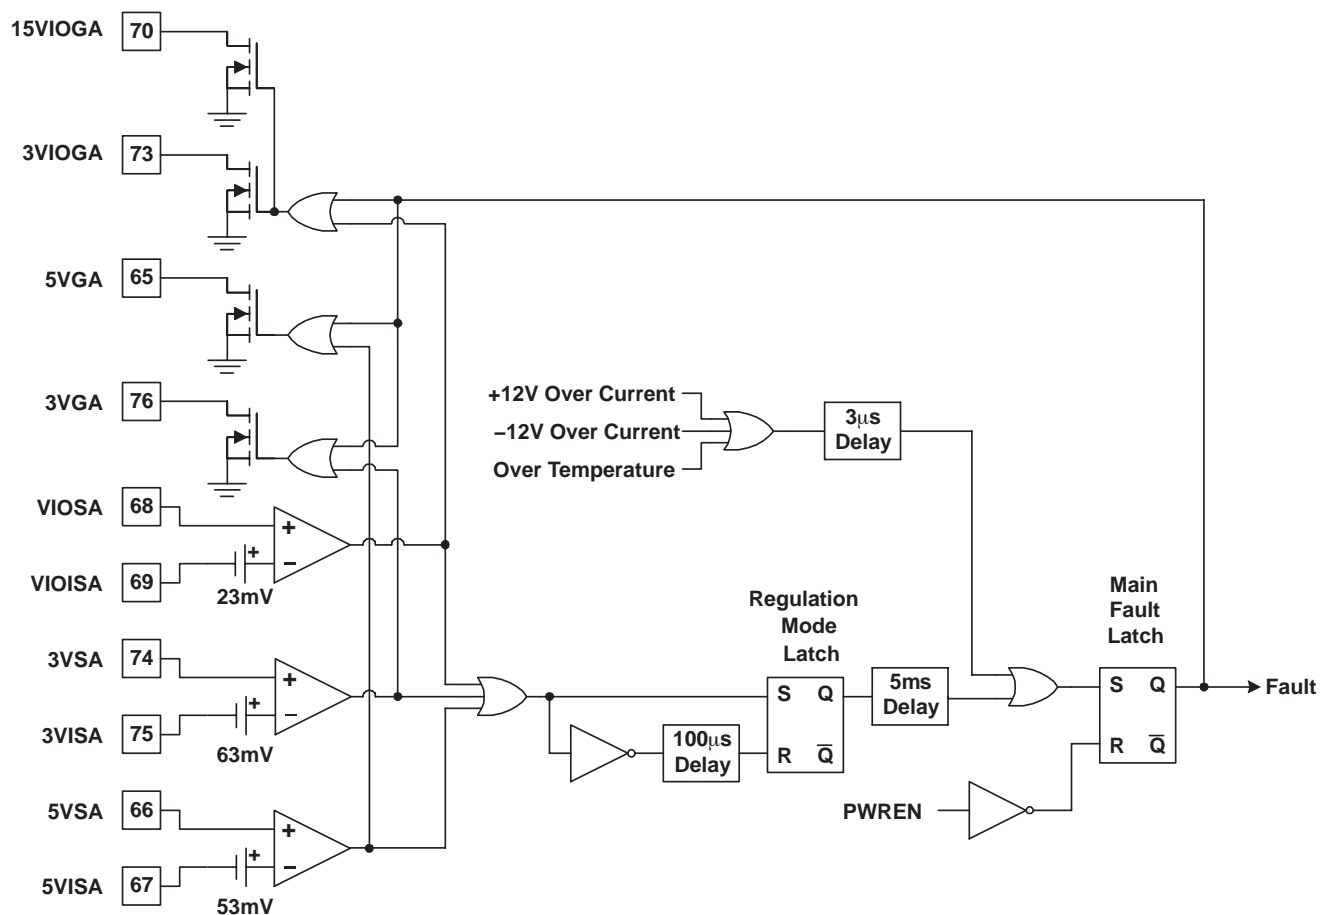 15VIOGA 70
3VIOGA 73
5VGA 65
3VGA 76
VIOSA 68
+
–
VIOISA 69
+
23mV
3VSA 74
+
–
3VISA 75
+
63mV
5VSA 66
+
–
5VISA 67
+
53mV
+12V Over Current
–12V Over Current
Over Temperature
3μs
Delay
100μs
Delay
Regulation
Mode
Latch
S Q
R Q̅
5ms
Delay
PWREN
Main
Fault
Latch
S Q
R Q̅
Fault